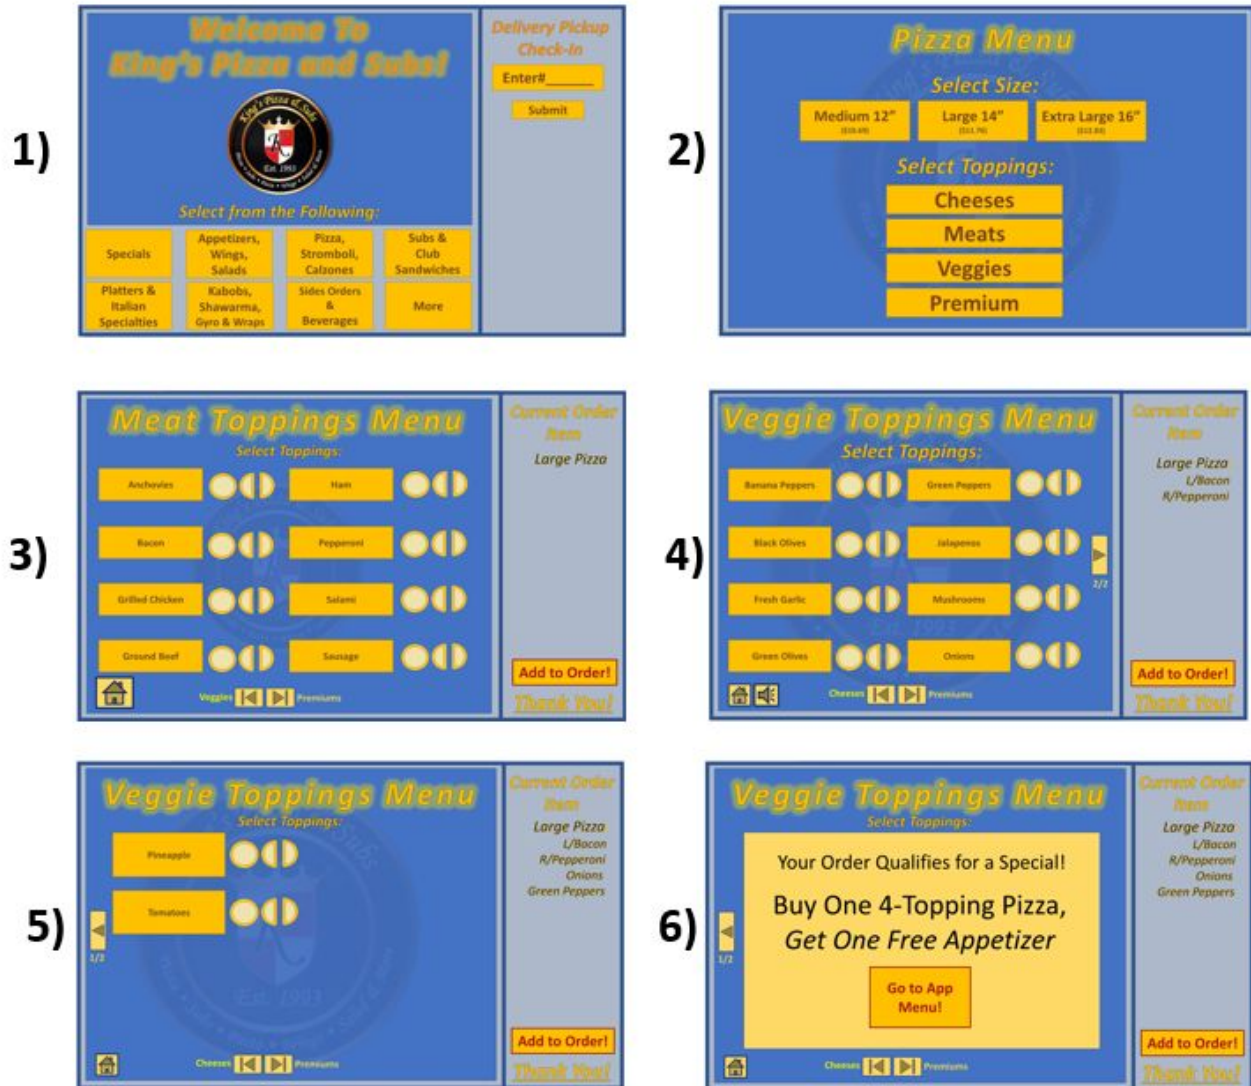 1)
Welcome To
King's Pizza and Subs!
King's Pizza & Subs
Est. 1993
Select from the Following:
Specials
Appetizers,
Wings,
Salads
Pizza,
Stromboli,
Calzones
Subs &
Club
Sandwiches
Platters &
Italian
Specialties
Kabobs,
Shawarma,
Gyro & Wraps
Sides Orders
&
Beverages
More
Delivery Pickup
Check-In
Enter#______
Submit
2)
Pizza Menu
Select Size:
Medium 12"
Large 14"
Extra Large 16"
Select Toppings:
Cheeses
Meats
Veggies
Premium
3)
Meat Toppings Menu
Select Toppings:
Anchovies
Ham
Bacon
Pepperoni
Grilled Chicken
Salami
Ground Beef
Sausage
Veggies
Premiums
Current Order
Item
Large Pizza
Add to Order!
Thank You!
4)
Veggie Toppings Menu
Select Toppings:
Banana Peppers
Green Peppers
Black Olives
Jalapenos
Fresh Garlic
Mushrooms
Green Olives
Onions
2/2
Cheeses
Premiums
Current Order
Item
Large Pizza
L/Bacon
R/Pepperoni
Add to Order!
Thank You!
5)
Veggie Toppings Menu
Select Toppings:
Pineapple
Tomatoes
1/2
Est. 1993
Cheeses
Premiums
Current Order
Item
Large Pizza
L/Bacon
R/Pepperoni
Onions
Green Peppers
Add to Order!
Thank You!
6)
Veggie Toppings Menu
Select Toppings:
Your Order Qualifies for a Special!
Buy One 4-Topping Pizza,
Get One Free Appetizer
Go to App
Menu!
1/2
Cheeses
Premiums
Current Order
Item
Large Pizza
L/Bacon
R/Pepperoni
Onions
Green Peppers
Add to Order!
Thank You!